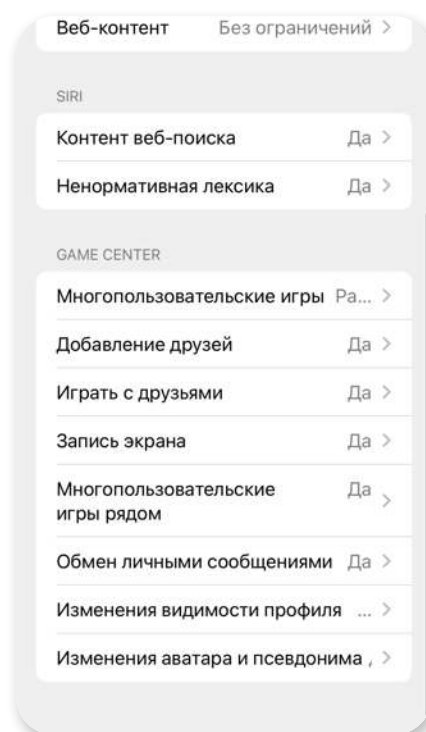 Веб-контент Без ограничений >
SIRI
Контент веб-поиска Да >
Ненормативная лексика Да >
GAME CENTER
Многопользовательские игры Ра... >
Добавление друзей Да >
Играть с друзьями Да >
Запись экрана Да >
Многопользовательские Да >
игры рядом
Обмен личными сообщениями Да >
Изменения видимости профиля ... >
Изменения аватара и псевдонима >